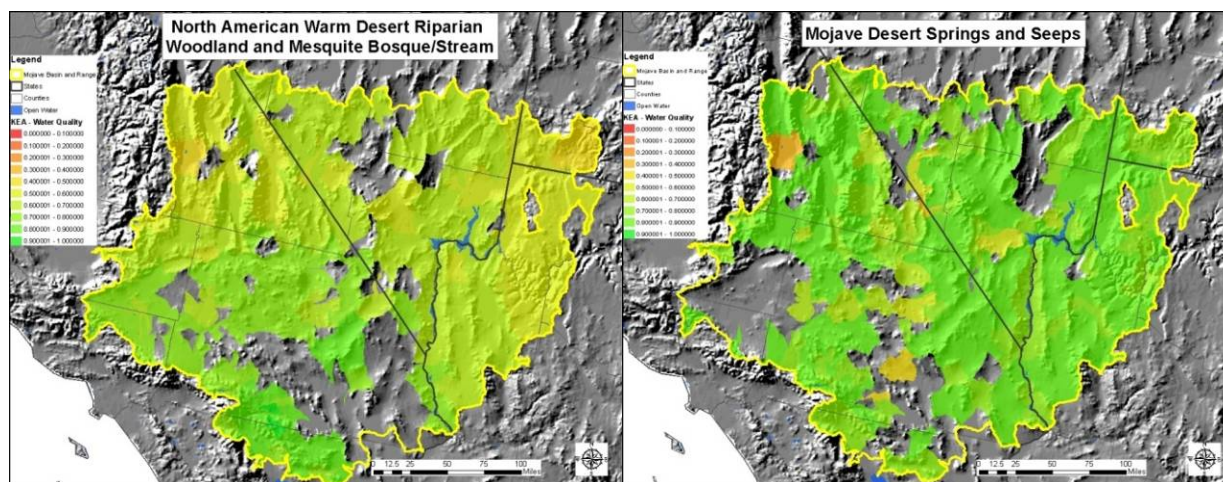 North American Warm Desert Riparian
Woodland and Mesquite Bosque/Stream
Legend
Mojave Basin and Range
States
Counties
Open Water
KEA - Water Quality
0.000000 - 0.100000
0.100001 - 0.200000
0.200001 - 0.300000
0.300001 - 0.400000
0.400001 - 0.500000
0.500001 - 0.600000
0.600001 - 0.700000
0.700001 - 0.800000
0.800001 - 0.900000
0.900001 - 1.000000
0 12.5 25 50 75 100
Miles
Mojave Desert Springs and Seeps
Legend
Mojave Basin and Range
States
Counties
Open Water
KEA - Water Quality
0.000000 - 0.100000
0.100001 - 0.200000
0.200001 - 0.300000
0.300001 - 0.400000
0.400001 - 0.500000
0.500001 - 0.600000
0.600001 - 0.700000
0.700001 - 0.800000
0.800001 - 0.900000
0.900001 - 1.000000
0 12.5 25 50 75 100
Miles